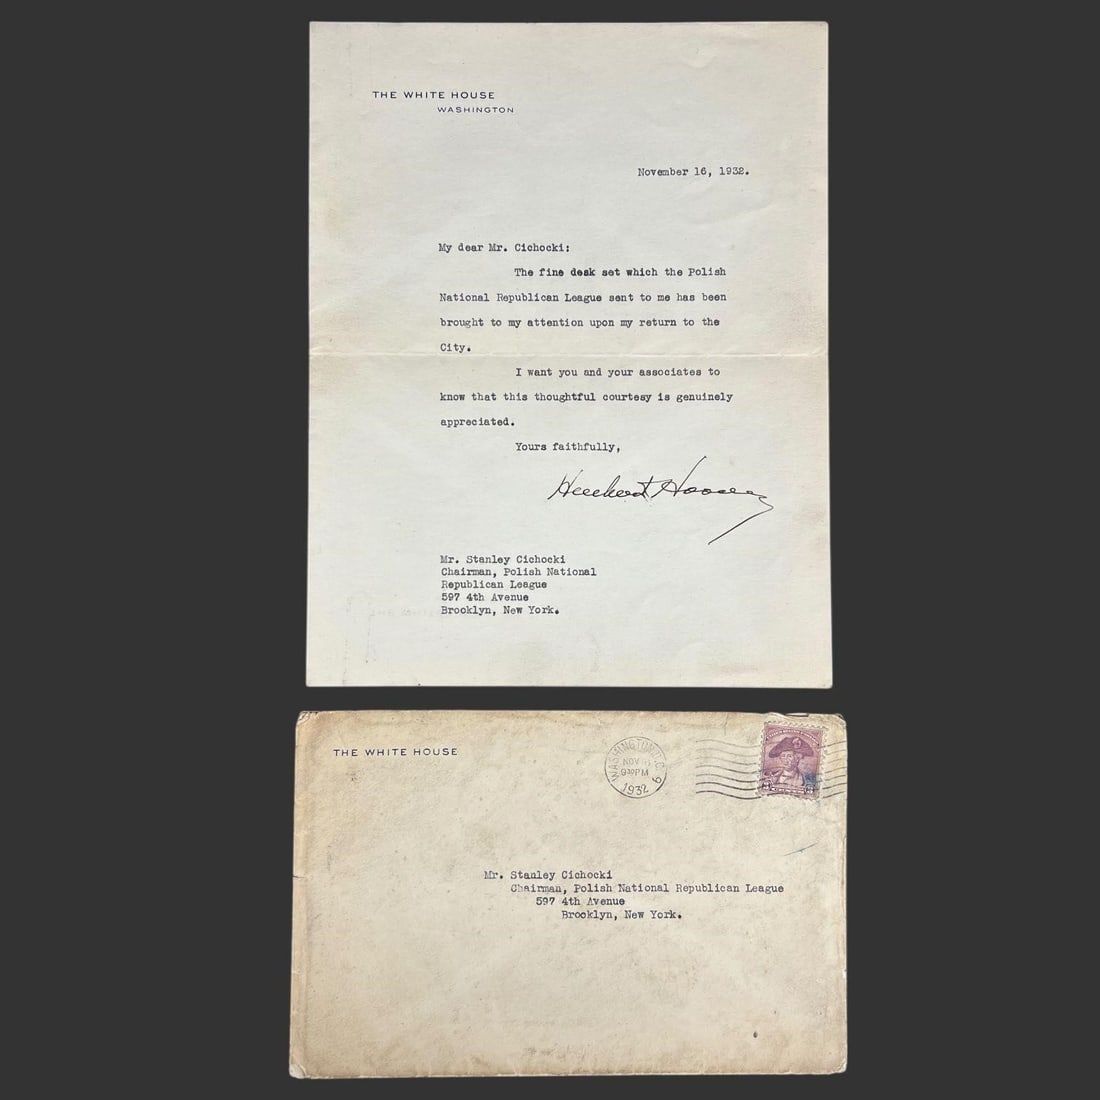 THE WHITE HOUSE
WASHINGTON
November 16, 1932.
My dear Mr. Cichocki:
The fine desk set which the Polish
National Republican League sent to me has been
brought to my attention upon my return to the
City.
I want you and your associates to
know that this thoughtful courtesy is genuinely
appreciated.
Yours faithfully,
Herbert Hoover
Mr. Stanley Cichocki
Chairman, Polish National
Republican League
597 4th Avenue
Brooklyn, New York.
THE WHITE HOUSE
WASHINGTON, D.C.
NOV
930PM
1932
Mr. Stanley Cichocki
Chairman, Polish National Republican League
597 4th Avenue
Brooklyn, New York.